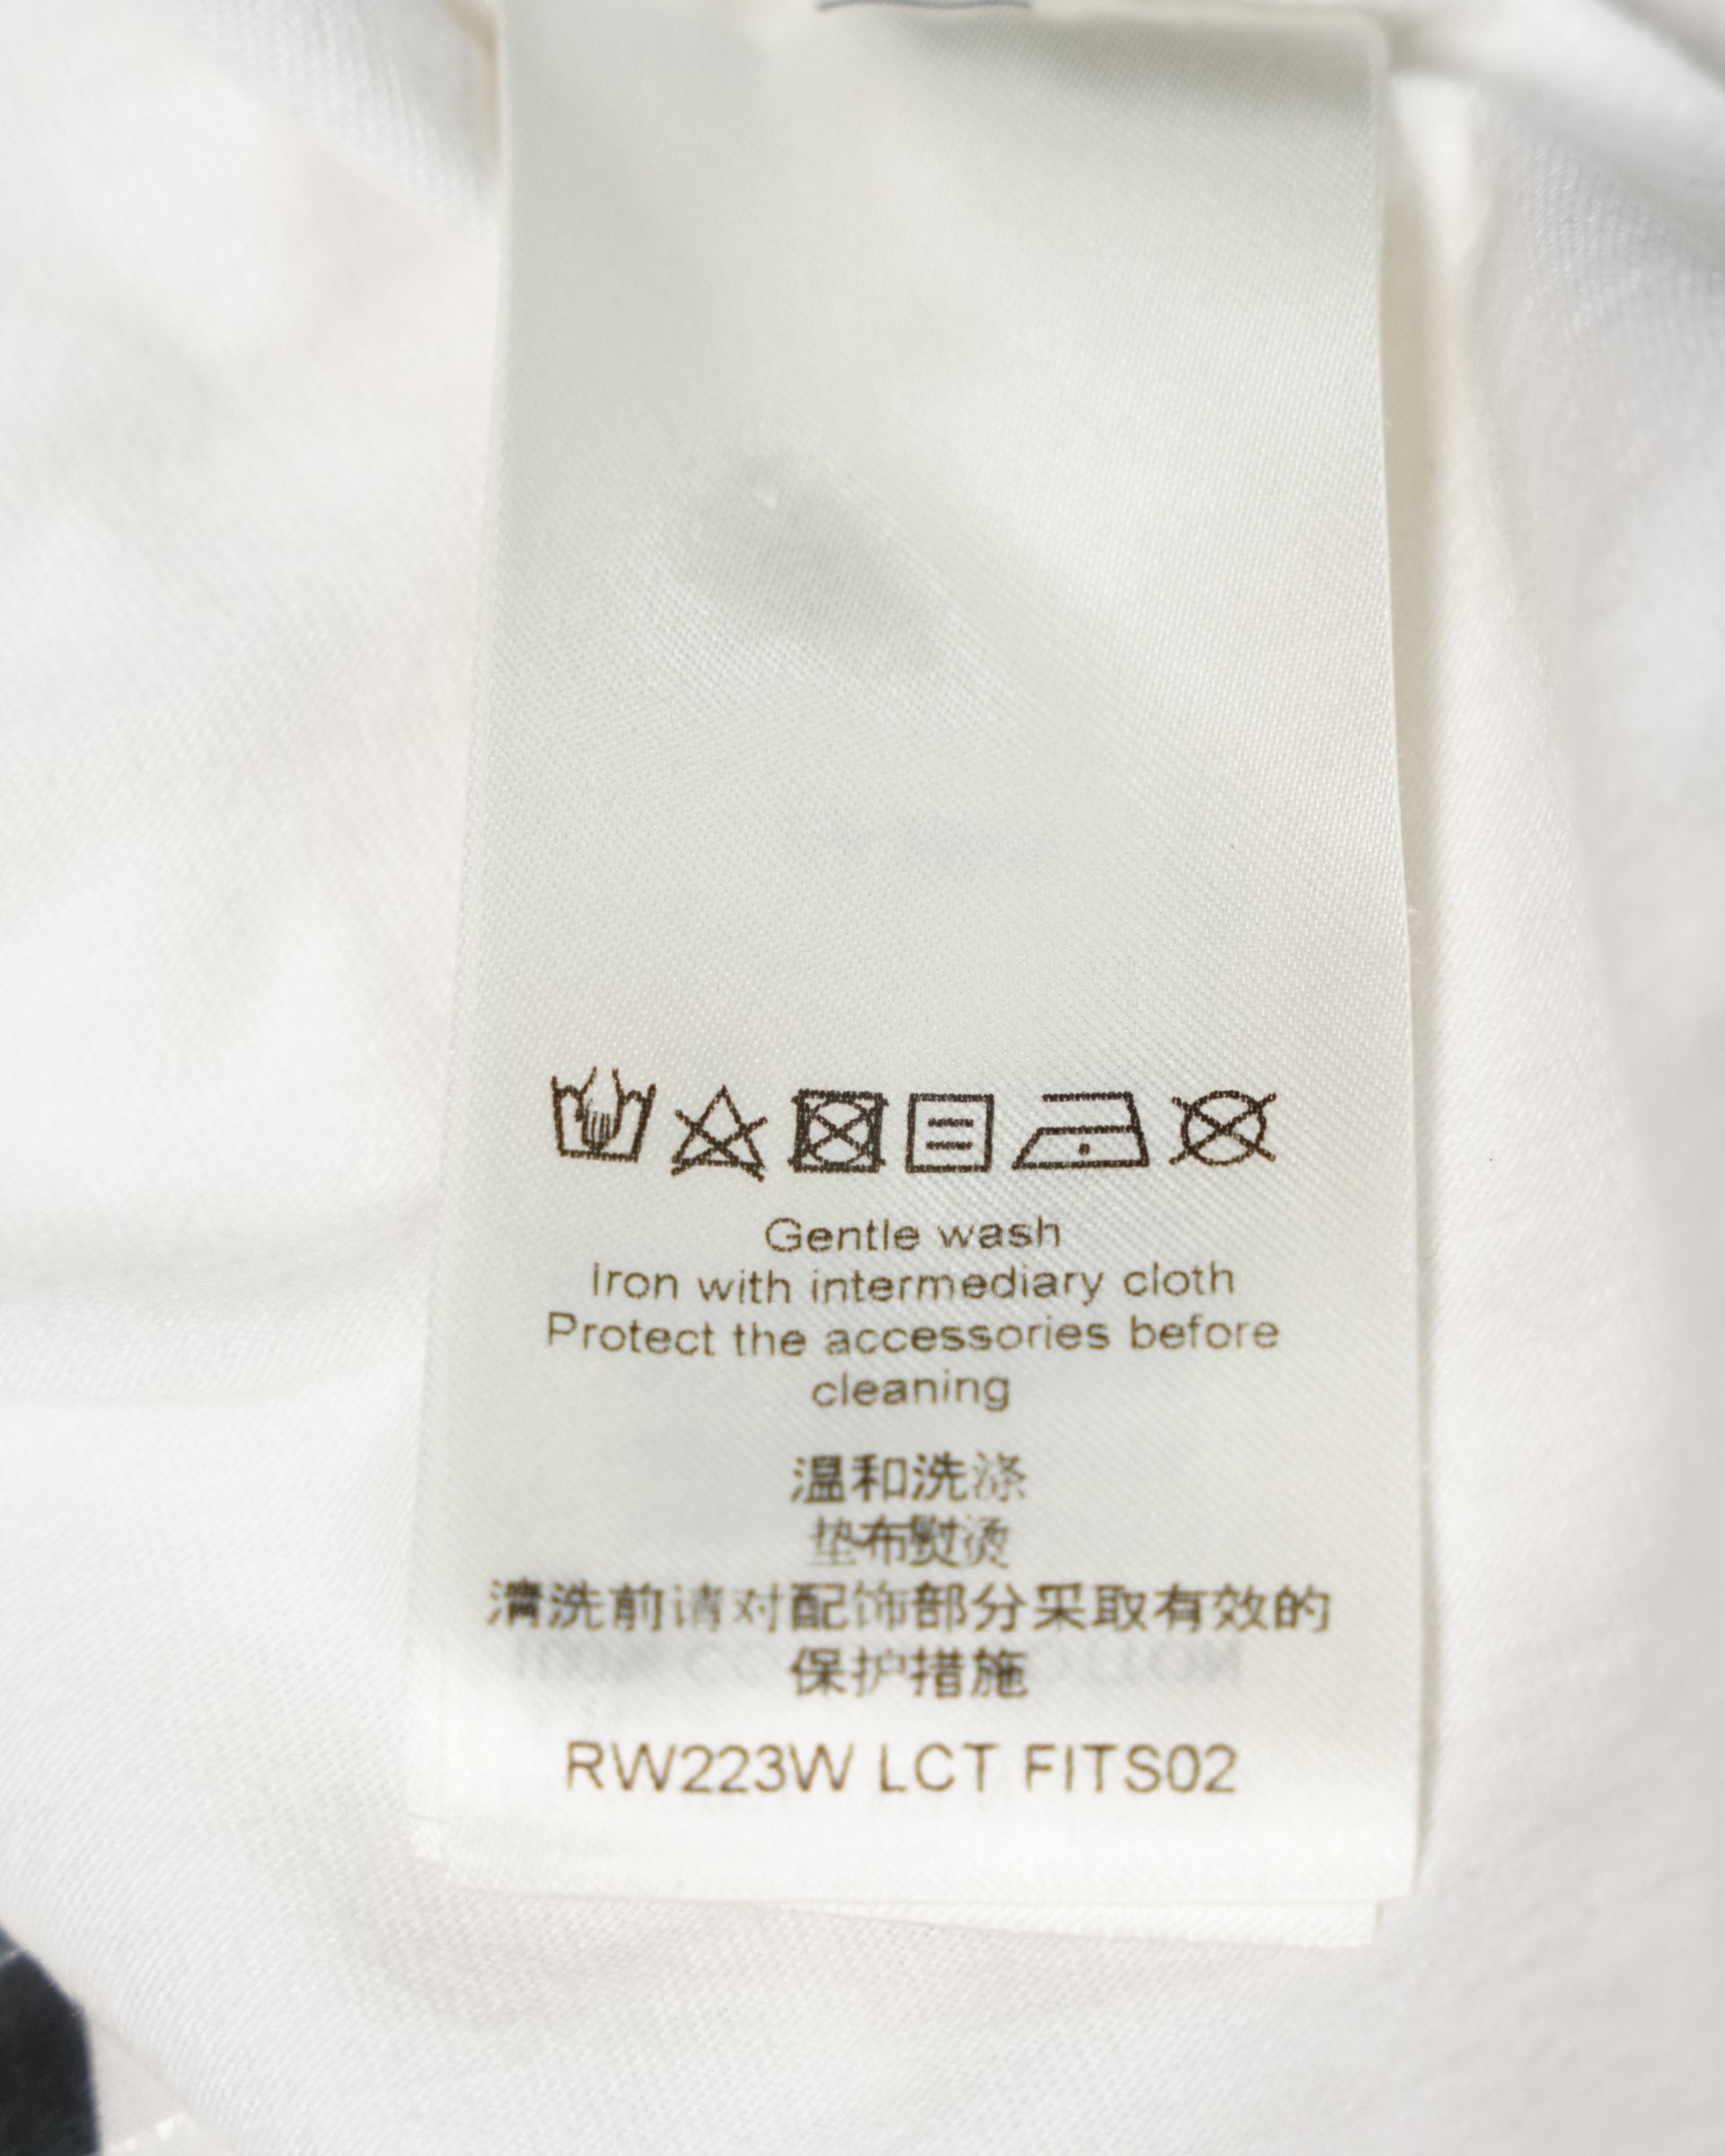 Gentle wash
Iron with intermediary cloth
Protect the accessories before
cleaning
温和洗涤
垫布熨烫
清洗前请对配饰部分采取有效的
保护措施
RW223W LCT FITS02